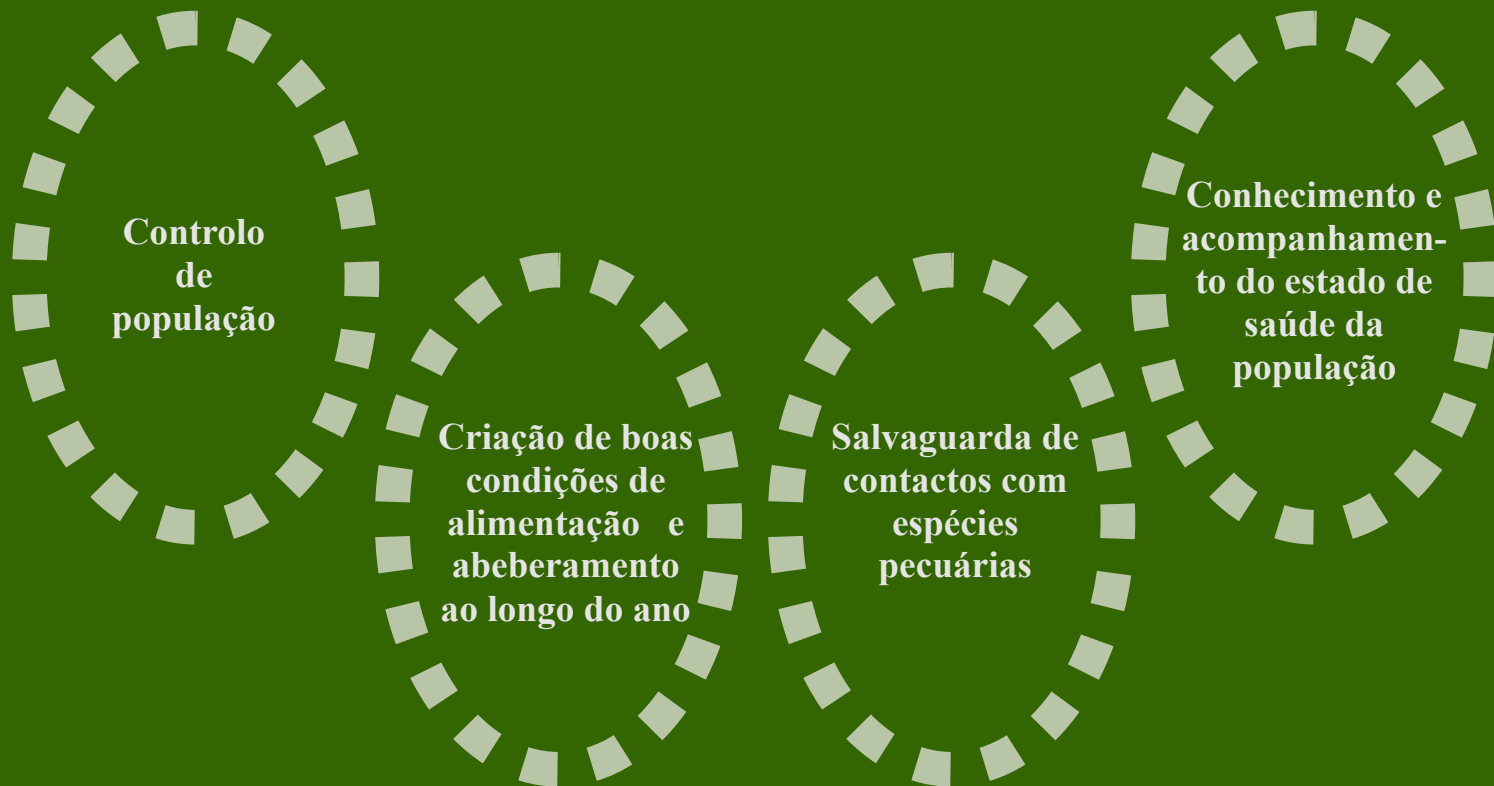 Controlo
de
população
Criação de boas
condições de
alimentação e
abeberamento
ao longo do ano
Salvaguarda de
contactos com
espécies
pecuárias
Conhecimento e
acompanhamen-
to do estado de
saúde da
população